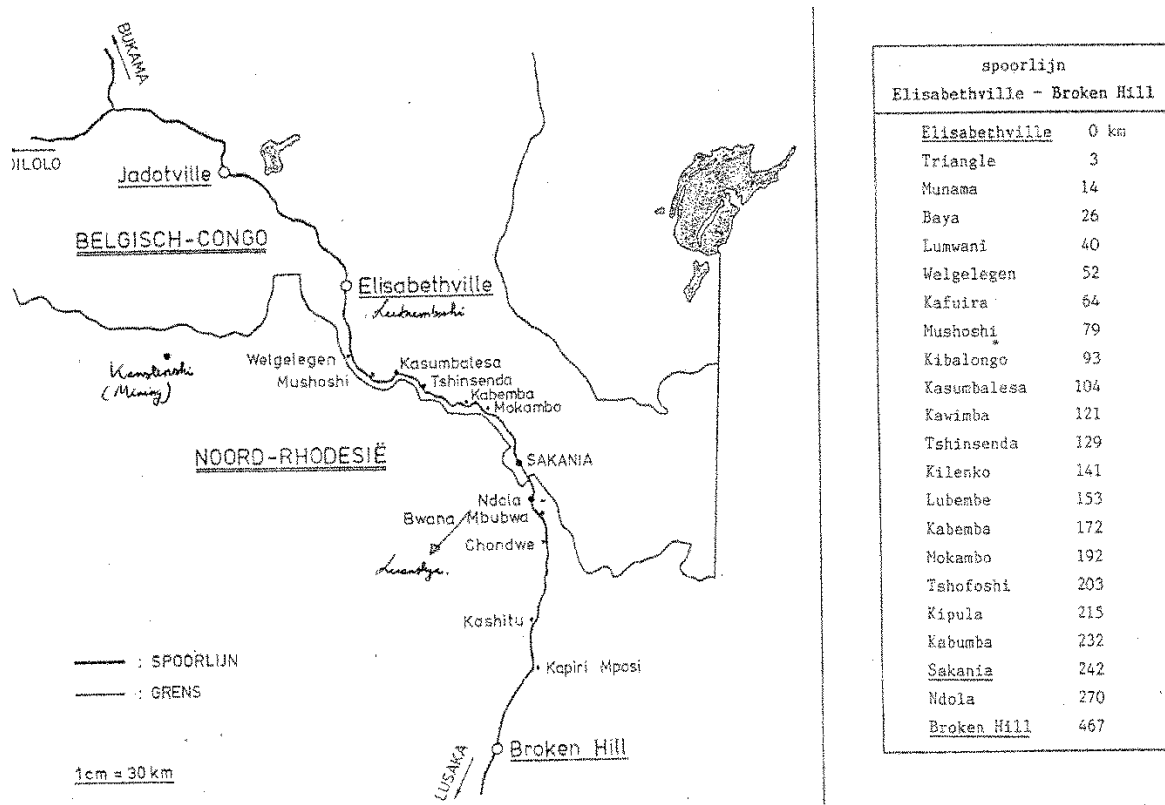 BUKAMA
DILOLO
Jadotville
BELGISCH-CONGO
Elisabethville
Welgelegen
Mushoshi
Kasumbalesa
Tshinsenda
Kabemba
Mokambo
(Mining)
NOORD-RHODESIË
SAKANIA
Ndola
Bwana Mbubwa
Chondwe
Kashitu
Kapiri Mposi
Broken Hill
LUSAKA
: SPOORLIJN
: GRENS
1cm = 30 km
spoorlijn
Elisabethville - Broken Hill
Elisabethville 0 km
Triangle 3
Munama 14
Baya 26
Lumwani 40
Welgelegen 52
Kafuira 64
Mushoshi 79
Kibalongo 93
Kasumbalesa 104
Kawimba 121
Tshinsenda 129
Kilenko 141
Lubembe 153
Kabemba 172
Mokambo 192
Tshofoshi 203
Kipula 215
Kabumba 232
Sakania 242
Ndola 270
Broken Hill 467